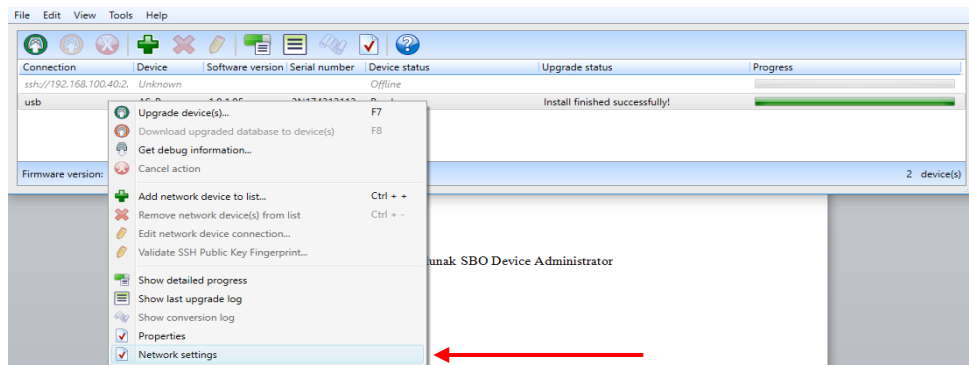 File Edit View Tools Help
Connection Device Software version Serial number Device status Upgrade status Progress
ssh://192.168.100.40:2. Unknown Offline
usb Install finished successfully!
Upgrade device(s)... F7
Download upgraded database to device(s) F8
Get debug information...
Cancel action
Firmware version: 2 device(s)
Add network device to list... Ctrl + +
Remove network device(s) from list Ctrl + -
Edit network device connection...
Validate SSH Public Key Fingerprint...
unak SBO Device Administrator
Show detailed progress
Show last upgrade log
Show conversion log
Properties
Network settings